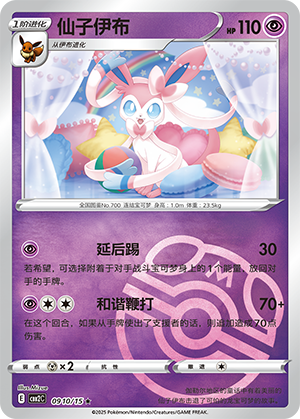 1阶进化
仙子伊布
HP 110
从伊布进化
全国图鉴No.700 连结宝可梦 身高：1.0m 体重：23.5kg
延后踢 30
若希望，可选择附着于对手战斗宝可梦身上的1个能量，放回对
手的手牌。
和谐鞭打 70+
在这个回合，如果从手牌使出了支援者的话，则追加造成70点
伤害。
弱点 ×2 抗性 撤退
Illus. Mizue
E CBB2C 0910/15
©2025 Pokémon/Nintendo/Creatures/GAME FREAK.